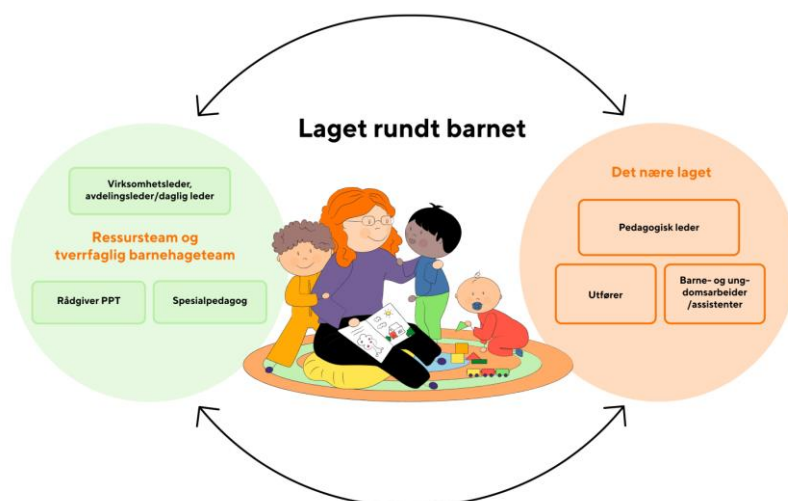 Laget rundt barnet
Virksomhetsleder,
avdelingsleder/daglig leder
Ressursteam og
tverrfaglig barnehageteam
Rådgiver PPT
Spesialpedagog
Det nære laget
Pedagogisk leder
Utfører
Barne- og ung-
domsarbeider
/assistenter